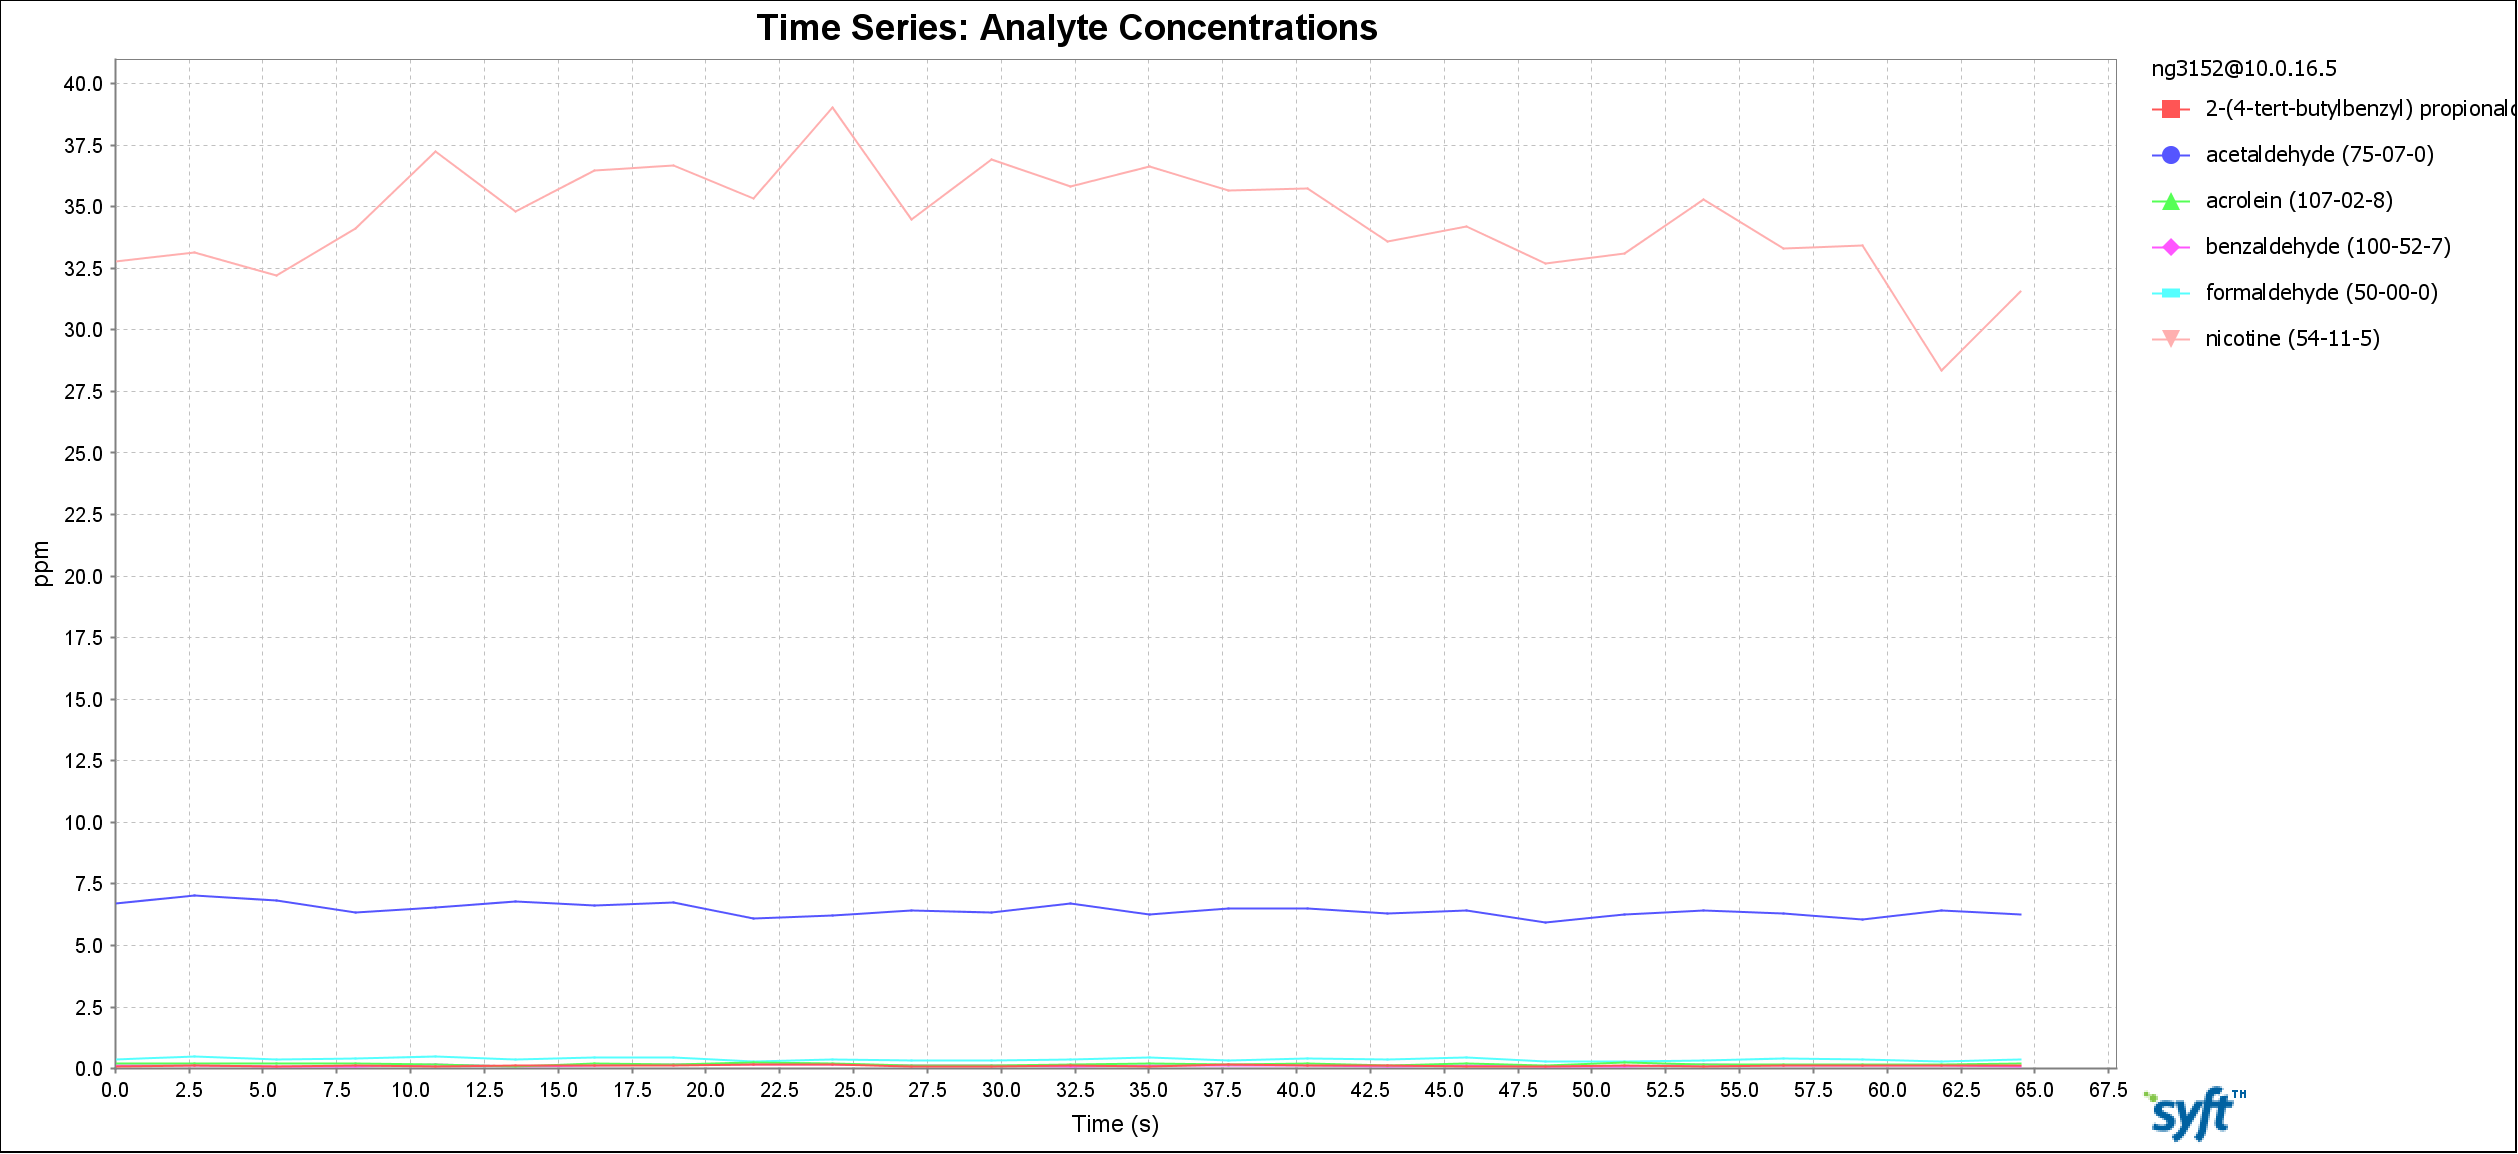 Time Series: Analyte Concentrations
ng3152@10.0.16.5
2-(4-tert-butylbenzyl) propional
acetaldehyde (75-07-0)
acrolein (107-02-8)
benzaldehyde (100-52-7)
formaldehyde (50-00-0)
nicotine (54-11-5)
ppm
40.0
37.5
35.0
32.5
30.0
27.5
25.0
22.5
20.0
17.5
15.0
12.5
10.0
7.5
5.0
2.5
0.0
0.0 2.5 5.0 7.5 10.0 12.5 15.0 17.5 20.0 22.5 25.0 27.5 30.0 32.5 35.0 37.5 40.0 42.5 45.0 47.5 50.0 52.5 55.0 57.5 60.0 62.5 65.0 67.5
Time (s)
syft™